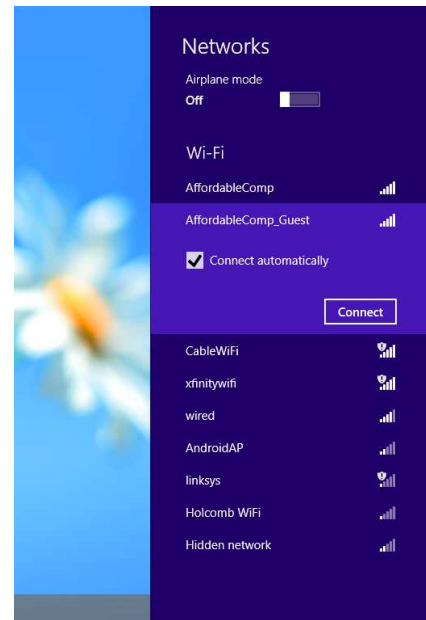 Networks
Airplane mode
Off
Wi-Fi
AffordableComp
AffordableComp_Guest
Connect automatically
Connect
CableWiFi
xfinitywifi
wired
AndroidAP
linksys
Holcomb WiFi
Hidden network